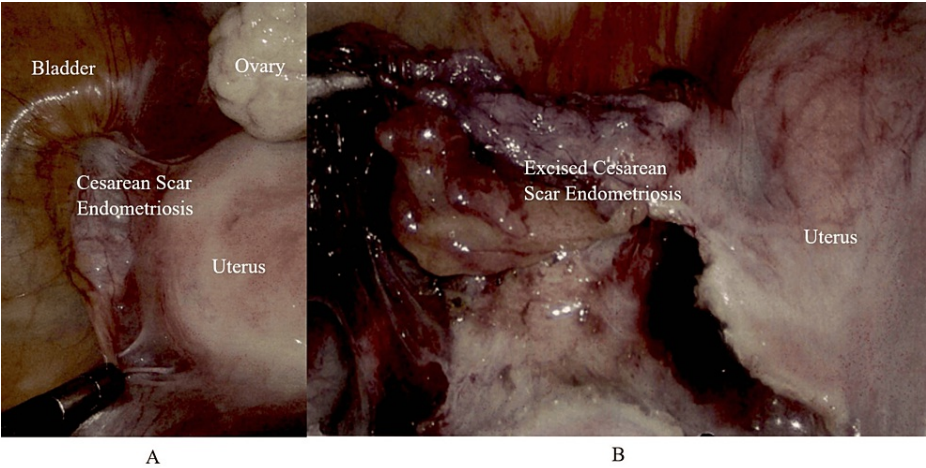 Bladder
Ovary
Cesarean Scar
Endometriosis
Uterus
Excised Cesarean
Scar Endometriosis
Uterus
A
B